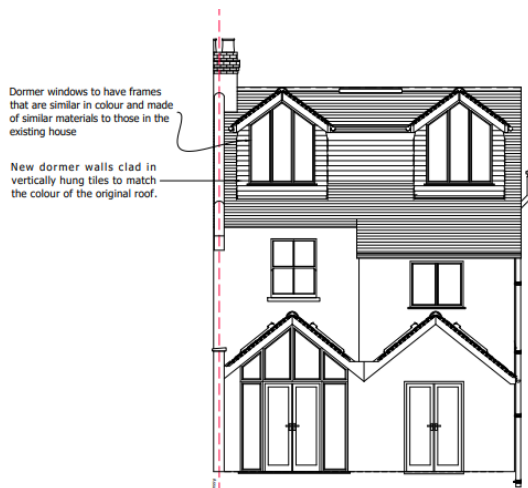 Dormer windows to have frames
that are similar in colour and made
of similar materials to those in the
existing house
New dormer walls clad in
vertically hung tiles to match
the colour of the original roof.